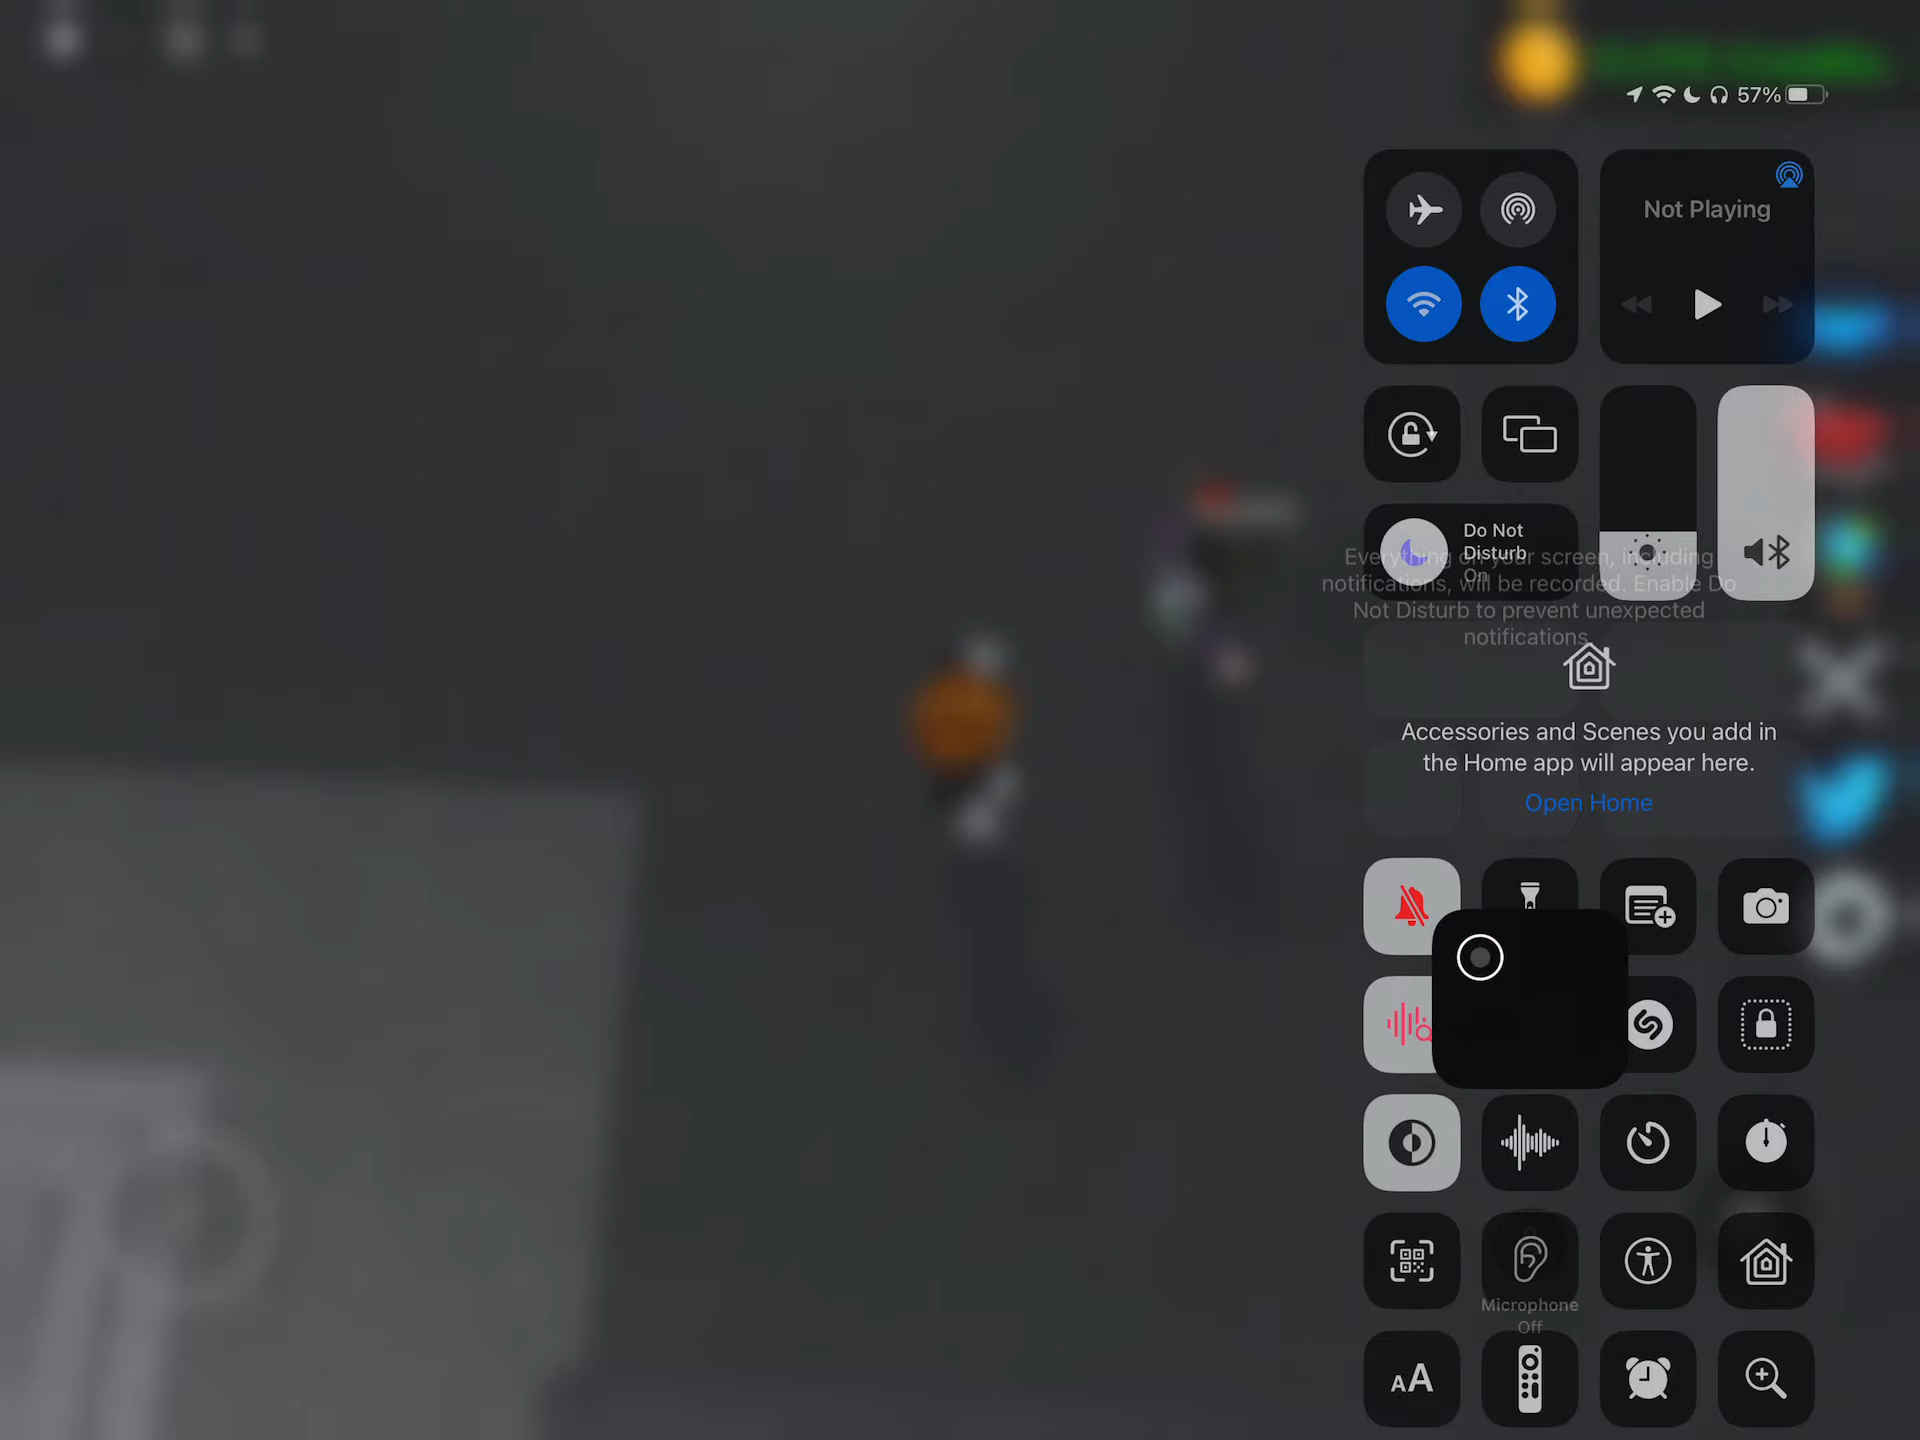 57%
Not Playing
Do Not
Disturb
On
Everything on your screen, including
notifications, will be recorded. Enable Do
Not Disturb to prevent unexpected
notifications.
Accessories and Scenes you add in
the Home app will appear here.
Open Home
Microphone
Off
AA